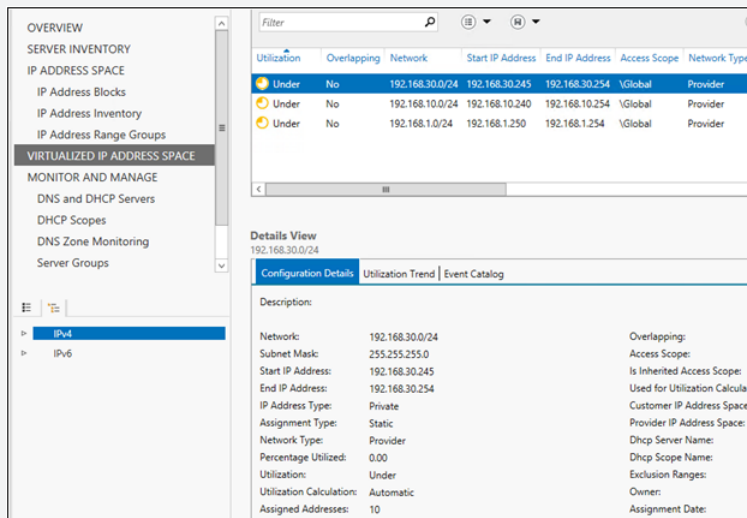 OVERVIEW
SERVER INVENTORY
IP ADDRESS SPACE
IP Address Blocks
IP Address Inventory
IP Address Range Groups
VIRTUALIZED IP ADDRESS SPACE
MONITOR AND MANAGE
DNS and DHCP Servers
DHCP Scopes
DNS Zone Monitoring
Server Groups
IPv4
IPv6
Filter
Utilization Overlapping Network Start IP Address End IP Address Access Scope Network Type
Under No 192.168.30.0/24 192.168.30.245 192.168.30.254 \Global Provider
Under No 192.168.10.0/24 192.168.10.240 192.168.10.254 \Global Provider
Under No 192.168.1.0/24 192.168.1.250 192.168.1.254 \Global Provider
Details View
192.168.30.0/24
Configuration Details Utilization Trend Event Catalog
Description:
Network: 192.168.30.0/24 Overlapping:
Subnet Mask: 255.255.255.0 Access Scope:
Start IP Address: 192.168.30.245 Is Inherited Access Scope:
End IP Address: 192.168.30.254 Used for Utilization Calcula
IP Address Type: Private Customer IP Address Space
Assignment Type: Static Provider IP Address Space:
Network Type: Provider Dhcp Server Name:
Percentage Utilized: 0.00 Dhcp Scope Name:
Utilization: Under Exclusion Ranges:
Utilization Calculation: Automatic Owner:
Assigned Addresses: 10 Assignment Date: